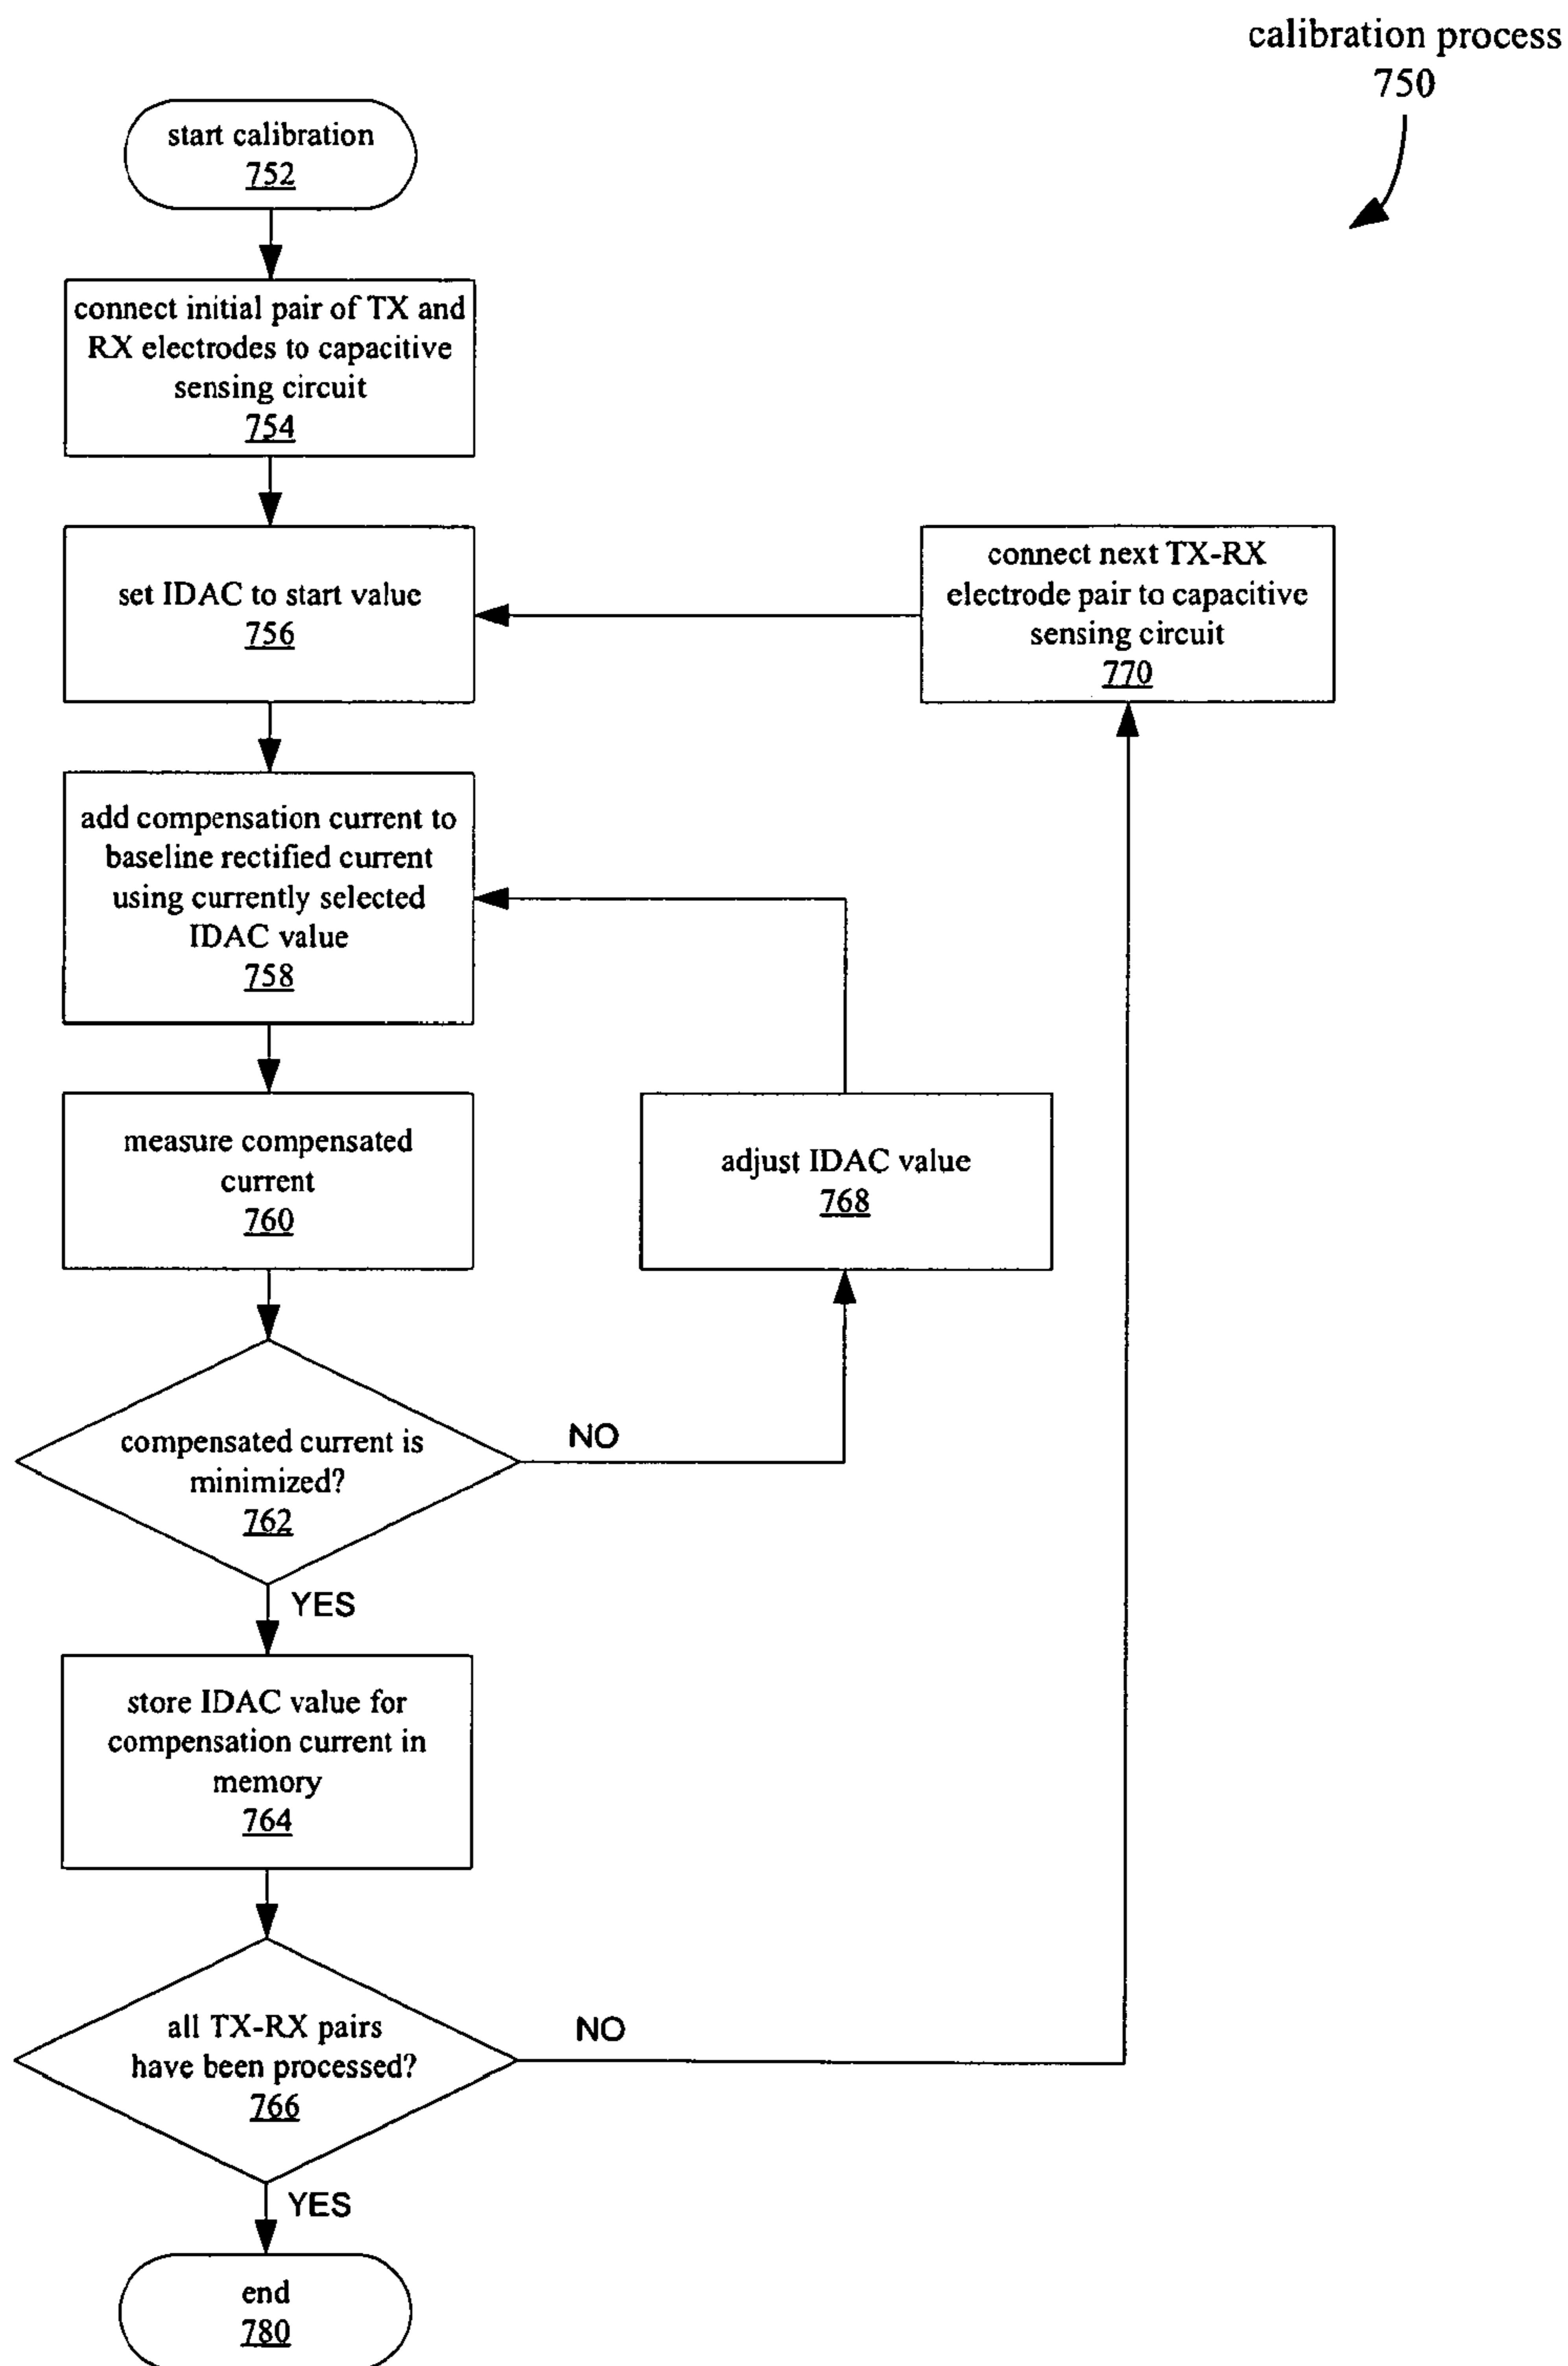 calibration process
750
start calibration
752
connect initial pair of TX and
RX electrodes to capacitive
sensing circuit
754
set IDAC to start value
756
connect next TX-RX
electrode pair to capacitive
sensing circuit
770
add compensation current to
baseline rectified current
using currently selected
IDAC value
758
measure compensated
current
760
adjust IDAC value
768
compensated current is
minimized?
762
NO
YES
store IDAC value for
compensation current in
memory
764
all TX-RX pairs
have been processed?
766
NO
YES
end
780